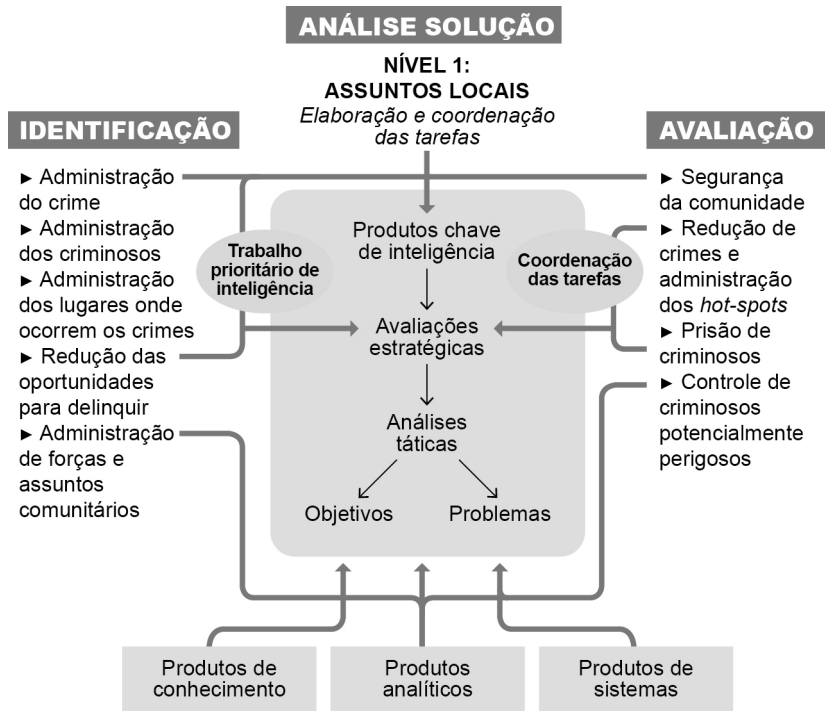 ANÁLISE SOLUÇÃO
NÍVEL 1:
ASSUNTOS LOCAIS
Elaboração e coordenação
das tarefas
IDENTIFICAÇÃO
► Administração
do crime
► Administração
dos criminosos
► Administração
dos lugares onde
ocorrem os crimes
► Redução das
oportunidades
para delinquir
► Administração
de forças e
assuntos
comunitários
Trabalho
prioritário de
inteligência
Produtos chave
de inteligência
Avaliações
estratégicas
Análises
táticas
Objetivos
Problemas
Coordenação
das tarefas
AVALIAÇÃO
► Segurança
da comunidade
► Redução de
crimes e
administração
dos hot-spots
► Prisão de
criminosos
► Controle de
criminosos
potencialmente
perigosos
Produtos de
conhecimento
Produtos
analíticos
Produtos de
sistemas